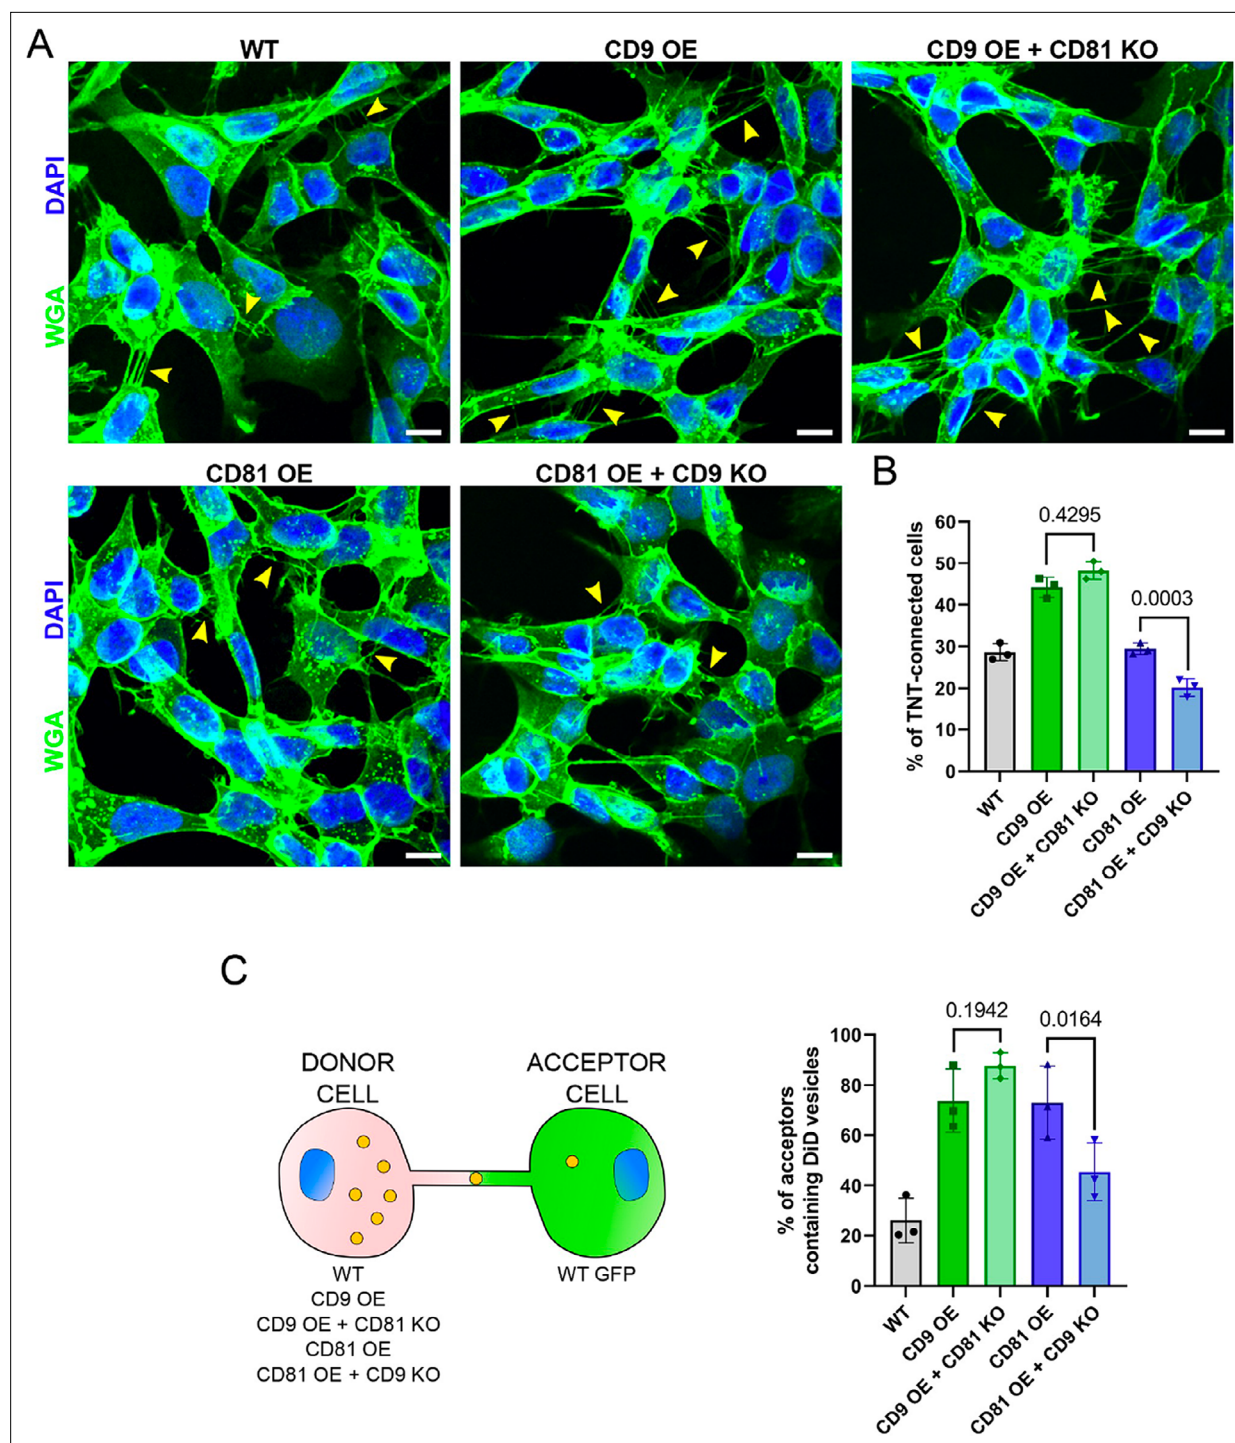 A
WT
CD9 OE
CD9 OE + CD81 KO
WGA DAPI
CD81 OE
CD81 OE + CD9 KO
WGA DAPI
B
% of TNT-connected cells
60
50
40
30
20
10
0
0.4295
0.0003
WT
CD9 OE
CD9 OE + CD81 KO
CD81 OE
CD81 OE + CD9 KO
C
DONOR
CELL
ACCEPTOR
CELL
WT
CD9 OE
CD9 OE + CD81 KO
CD81 OE
CD81 OE + CD9 KO
WT GFP
% of acceptors
containing DiD vesicles
100
80
60
40
20
0
0.1942
0.0164
WT
CD9 OE
CD9 OE + CD81 KO
CD81 OE
CD81 OE + CD9 KO